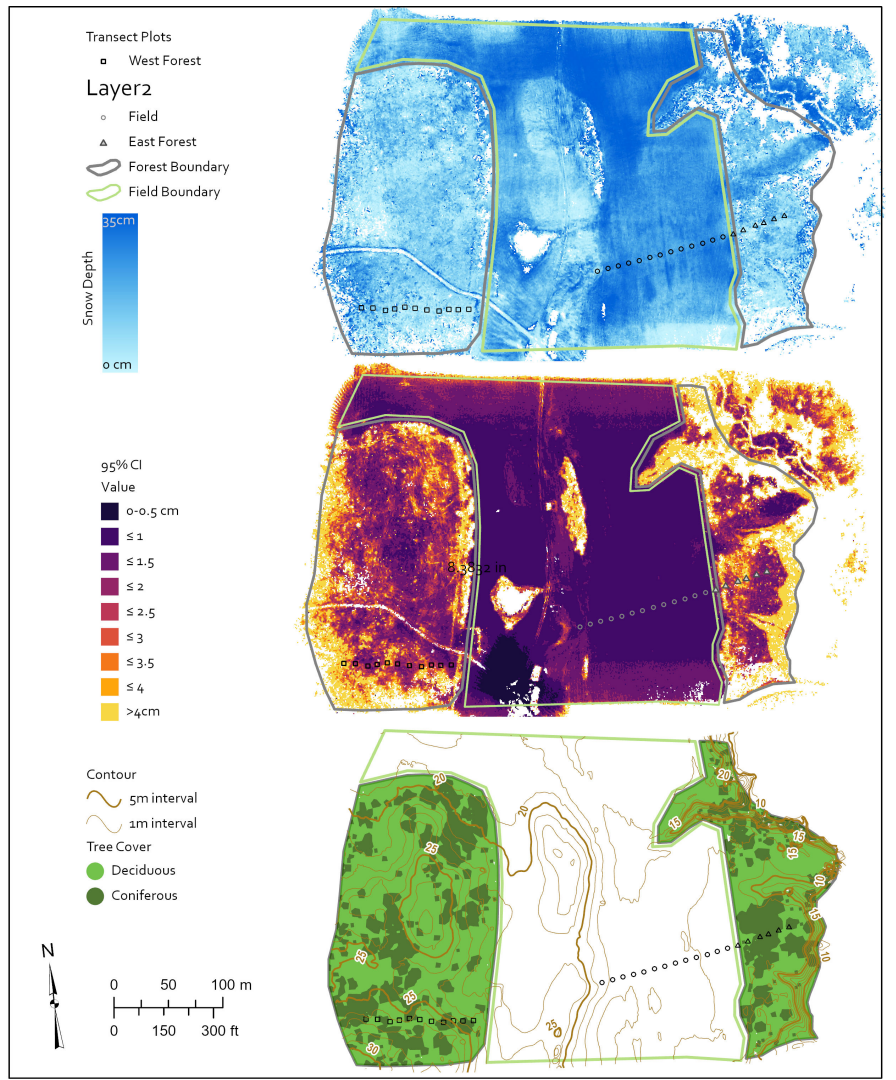 Transect Plots
West Forest
Layer2
Field
East Forest
Forest Boundary
Field Boundary
35cm
Snow Depth
0 cm
95% CI
Value
0-0.5 cm
≤ 1
≤ 1.5
≤ 2
≤ 2.5
≤ 3
≤ 3.5
≤ 4
>4cm
8.3832 in
Contour
5m interval
1m interval
Tree Cover
Deciduous
Coniferous
N
0 50 100 m
0 150 300 ft
20
25
25
25
30
20
25
20
15
10
15
15
10
15
10